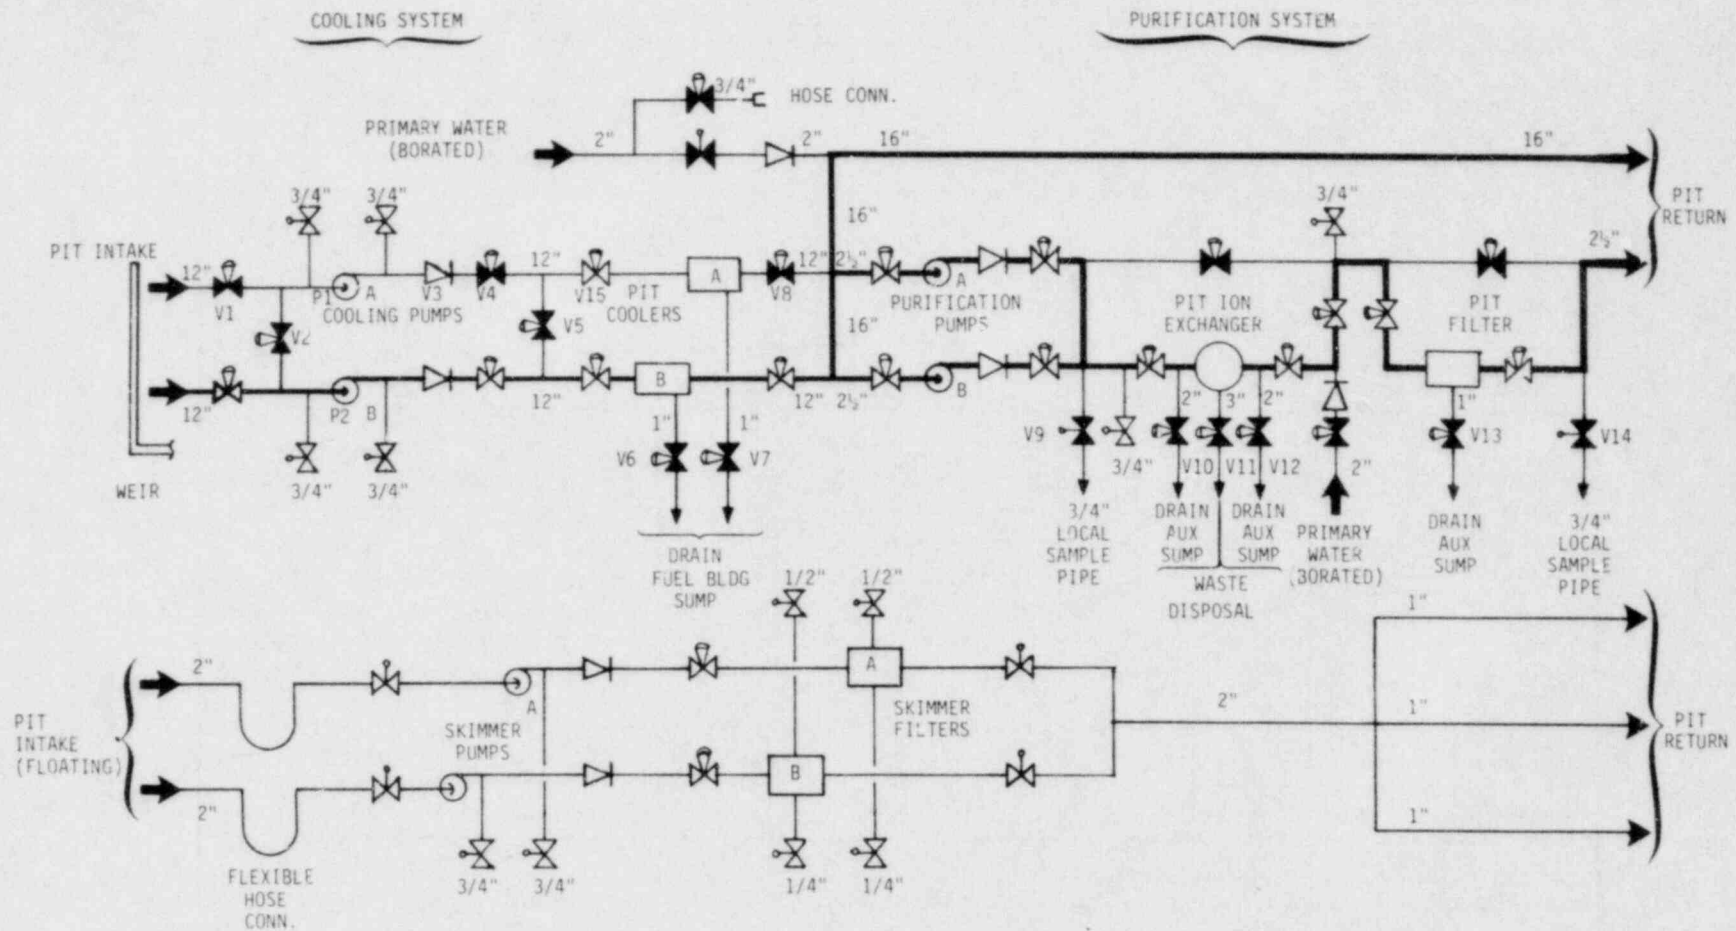 COOLING SYSTEM
PURIFICATION SYSTEM
3/4"
HOSE CONN.
PRIMARY WATER
(BORATED)
2"
2"
16"
16"
3/4"
3/4"
16"
3/4"
PIT
RETURN
PIT INTAKE
12"
V1
P1
A
COOLING PUMPS
V3
V4
12"
V15
PIT
COOLERS
A
V8
12"
2½"
A
PURIFICATION
PUMPS
PIT ION
EXCHANGER
PIT
FILTER
2½"
V2
V5
16"
12"
P2
B
12"
B
12"
2½"
B
1"
1"
V6
V7
2"
3"
2"
1"
V9
3/4"
V10
V11
V12
2"
V13
V14
WEIR
3/4"
3/4"
DRAIN
FUEL BLDG
SUMP
3/4"
LOCAL
SAMPLE
PIPE
DRAIN
AUX
SUMP
DRAIN
AUX
SUMP
WASTE
DISPOSAL
PRIMARY
WATER
(BORATED)
DRAIN
AUX
SUMP
3/4"
LOCAL
SAMPLE
PIPE
1/2"
1/2"
1"
2"
A
SKIMMER
PUMPS
A
SKIMMER
FILTERS
2"
1"
PIT
INTAKE
(FLOATING)
PIT
RETURN
2"
B
1"
FLEXIBLE
HOSE
CONN.
3/4"
3/4"
1/4"
1/4"